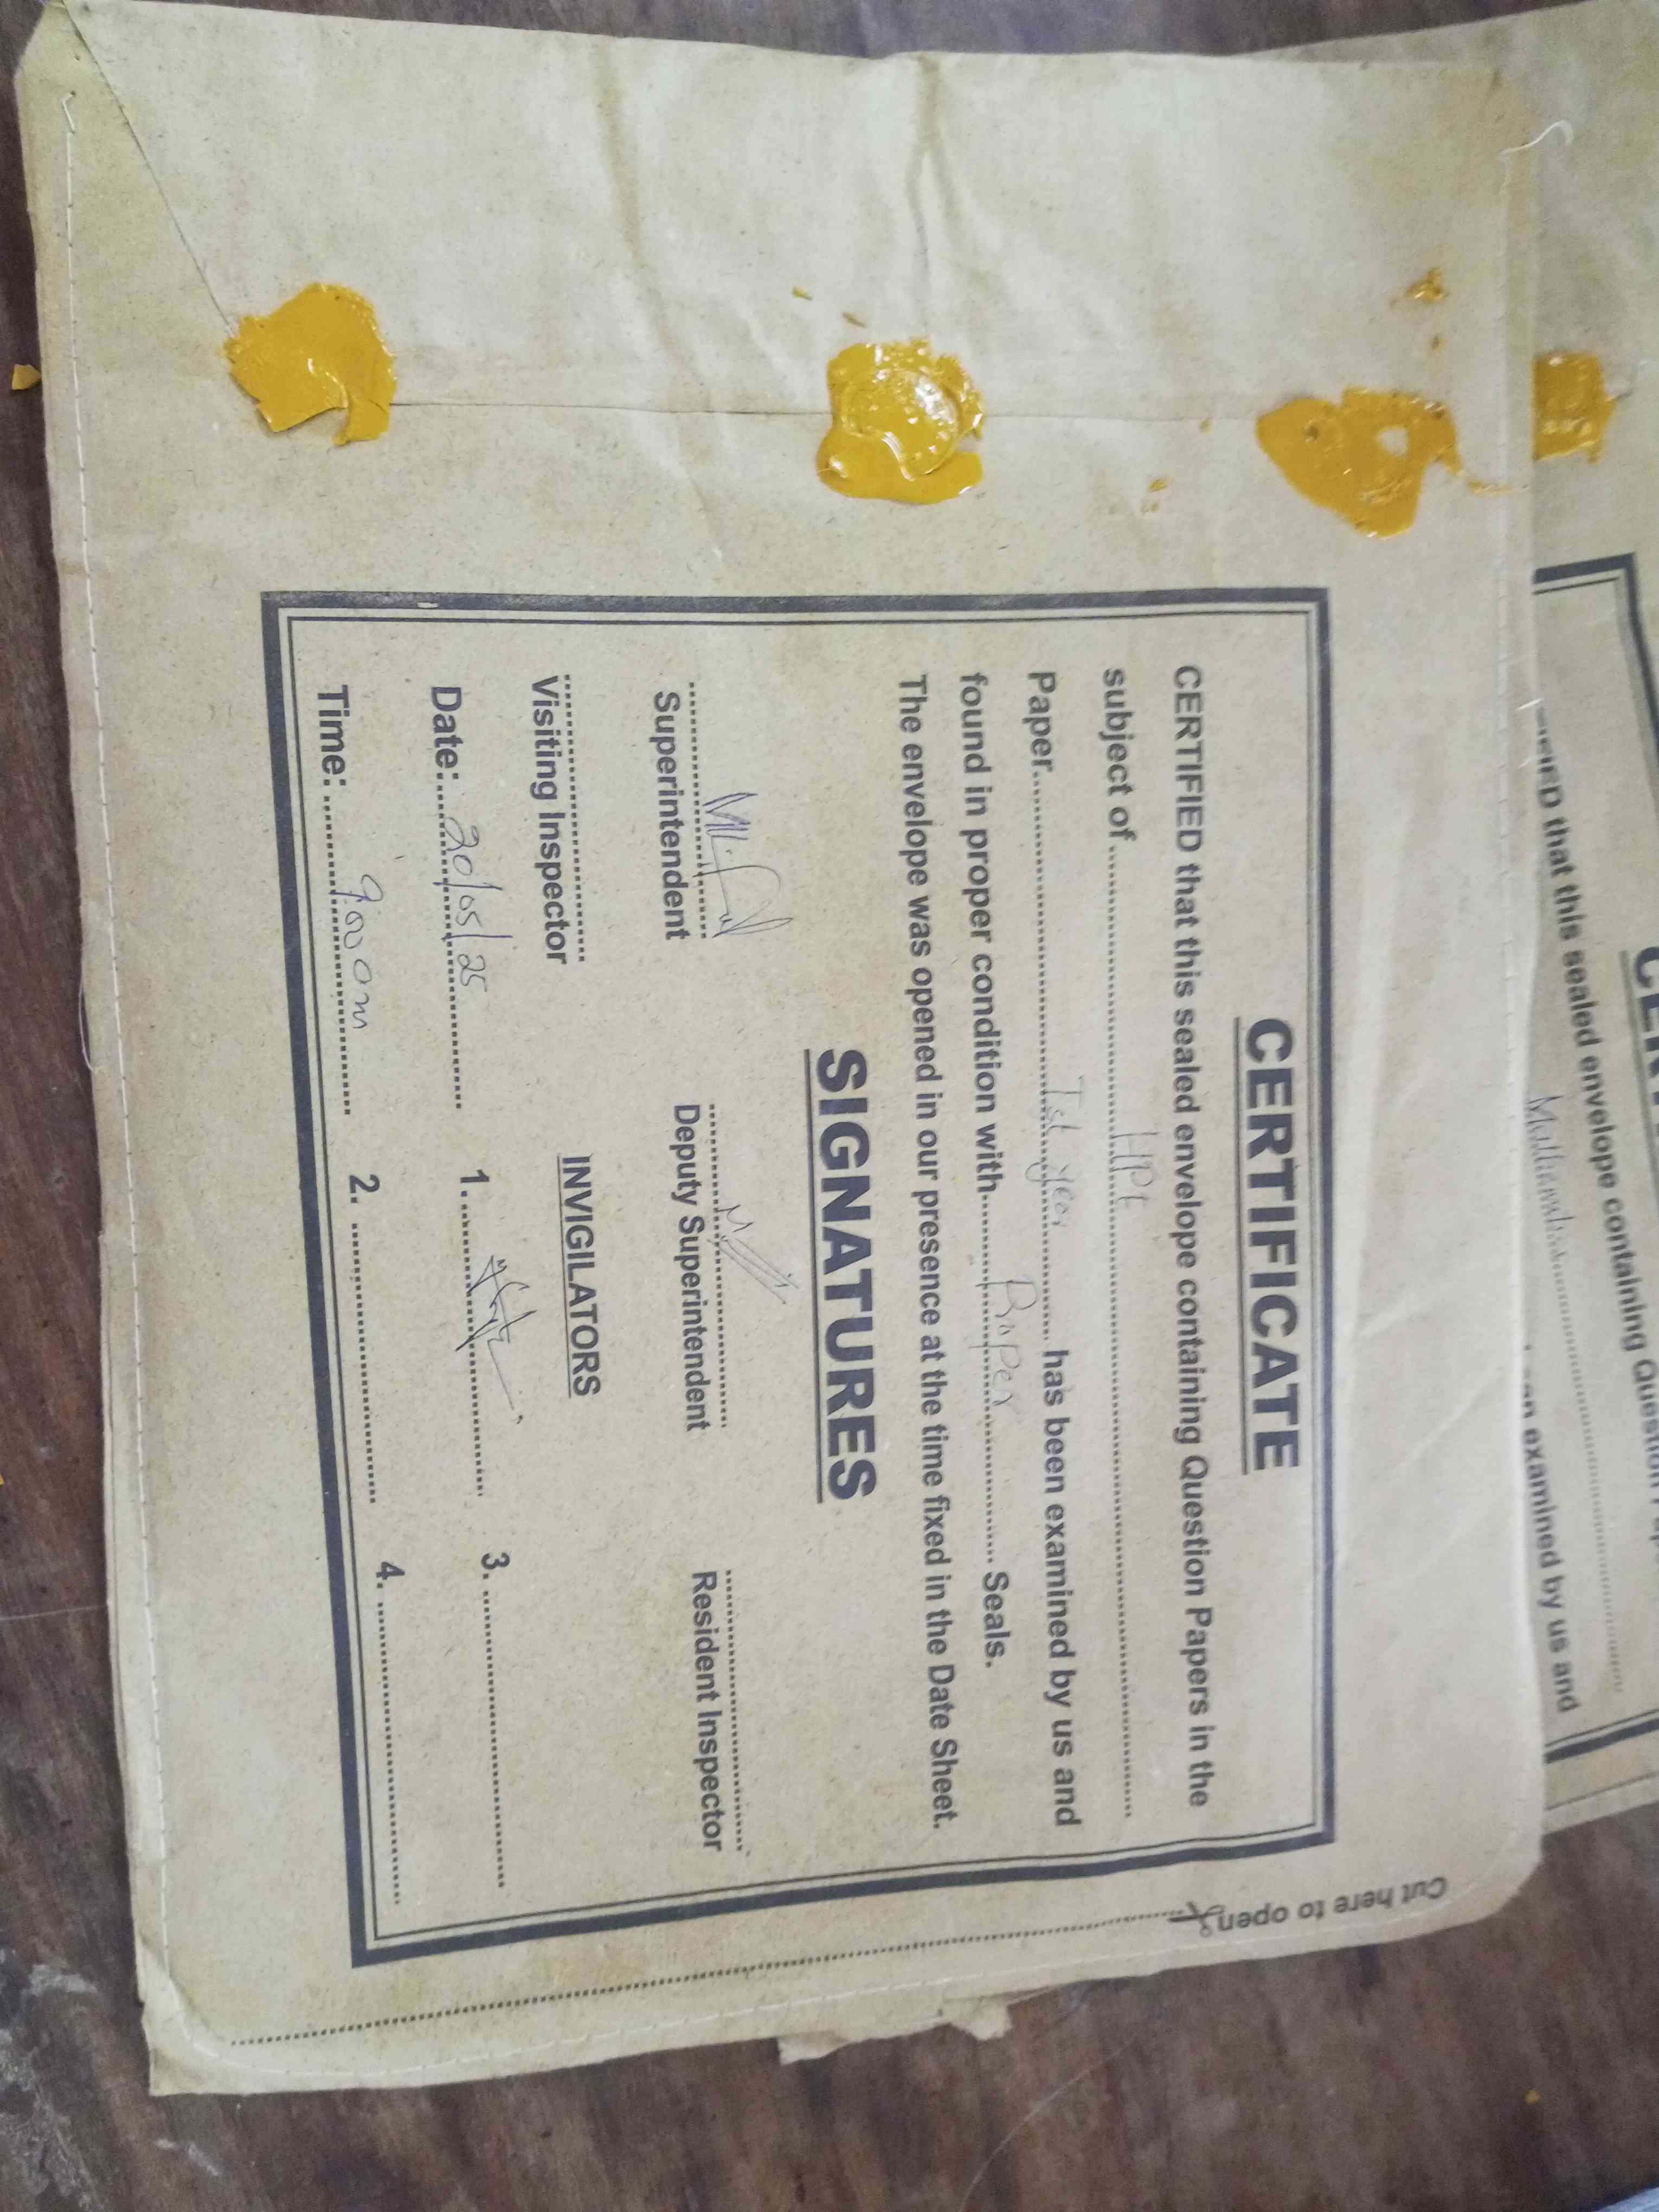 CERTIFICATE
CERTIFIED that this sealed envelope containing Question Papers in the
subject of .......... HPE ..........
Paper.......... Ist year .......... has been examined by us and
found in proper condition with.......... Proper .......... Seals.
The envelope was opened in our presence at the time fixed in the Date Sheet.
SIGNATURES
Superintendent Deputy Superintendent Resident Inspector
Visiting Inspector INVIGILATORS
Date: 20/05/25 1. 3.
Time: 9:00 am 2. 4.
Cut here to open
that this sealed envelope containing Question
Mathematics
examined by us and